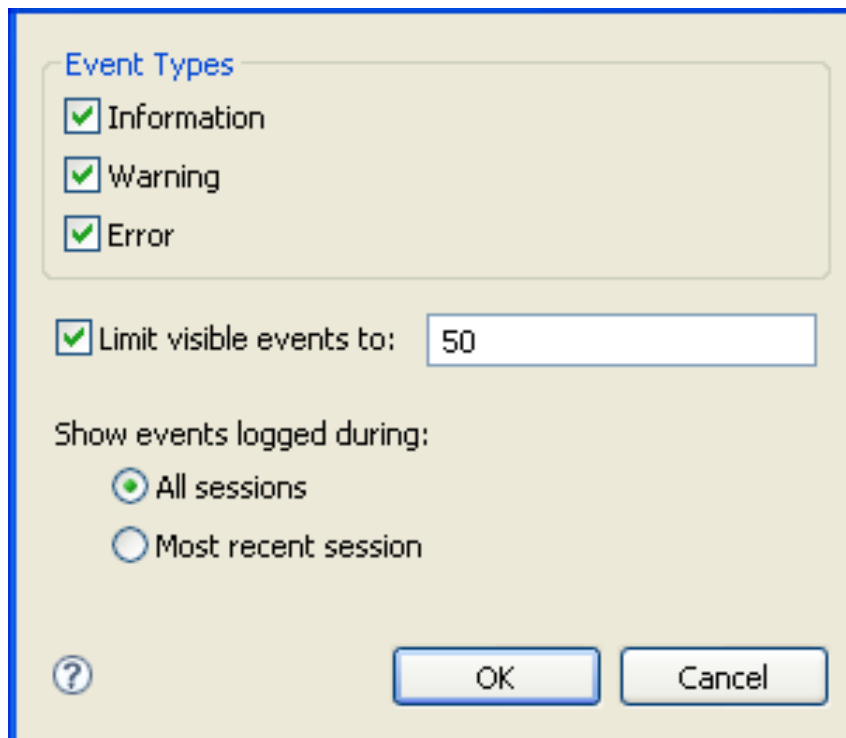 Event Types
Information
Warning
Error
Limit visible events to: 50
Show events logged during:
All sessions
Most recent session
? OK Cancel